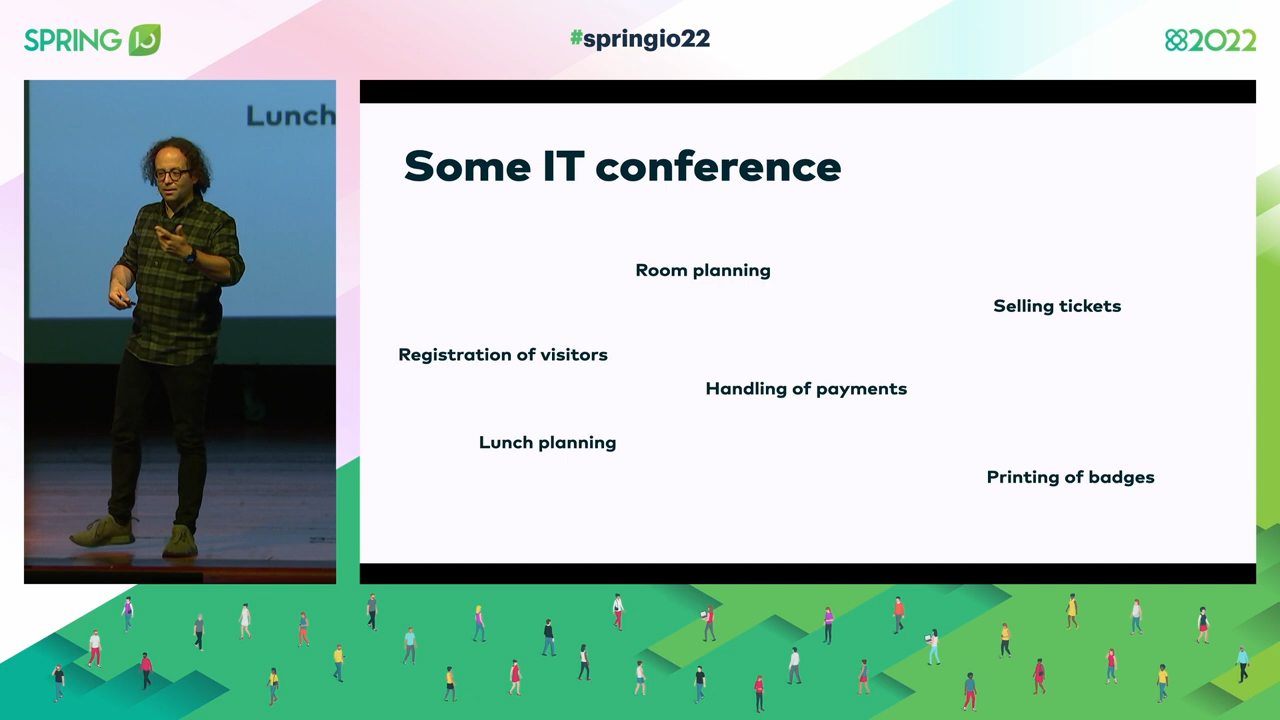 SPRING IO
#springio22
2022
Lunch
Some IT conference
Room planning
Selling tickets
Registration of visitors
Handling of payments
Lunch planning
Printing of badges